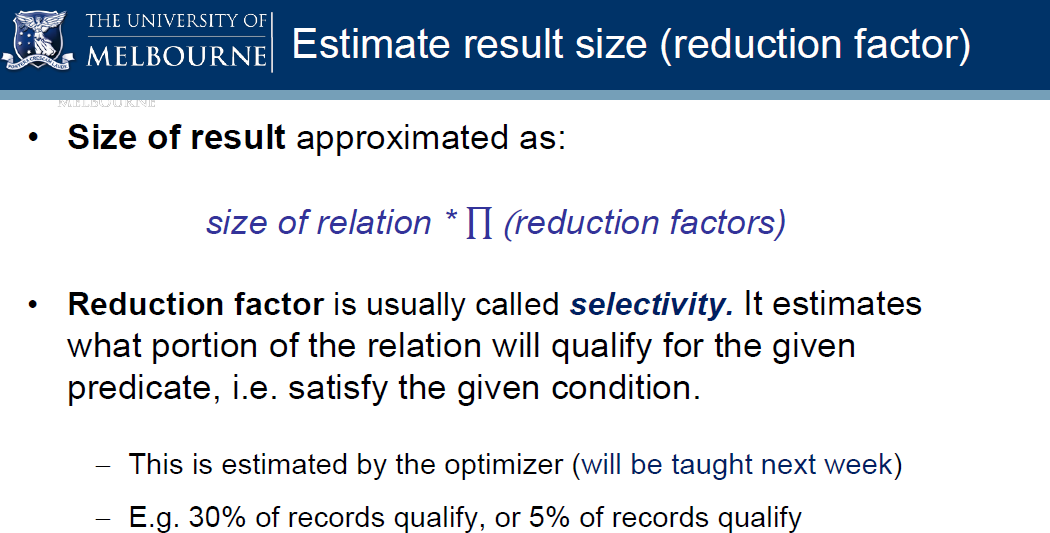 THE UNIVERSITY OF
MELBOURNE
Estimate result size (reduction factor)
MELBOURNE
• Size of result approximated as:
size of relation * ∏ (reduction factors)
• Reduction factor is usually called selectivity. It estimates
what portion of the relation will qualify for the given
predicate, i.e. satisfy the given condition.
– This is estimated by the optimizer (will be taught next week)
– E.g. 30% of records qualify, or 5% of records qualify